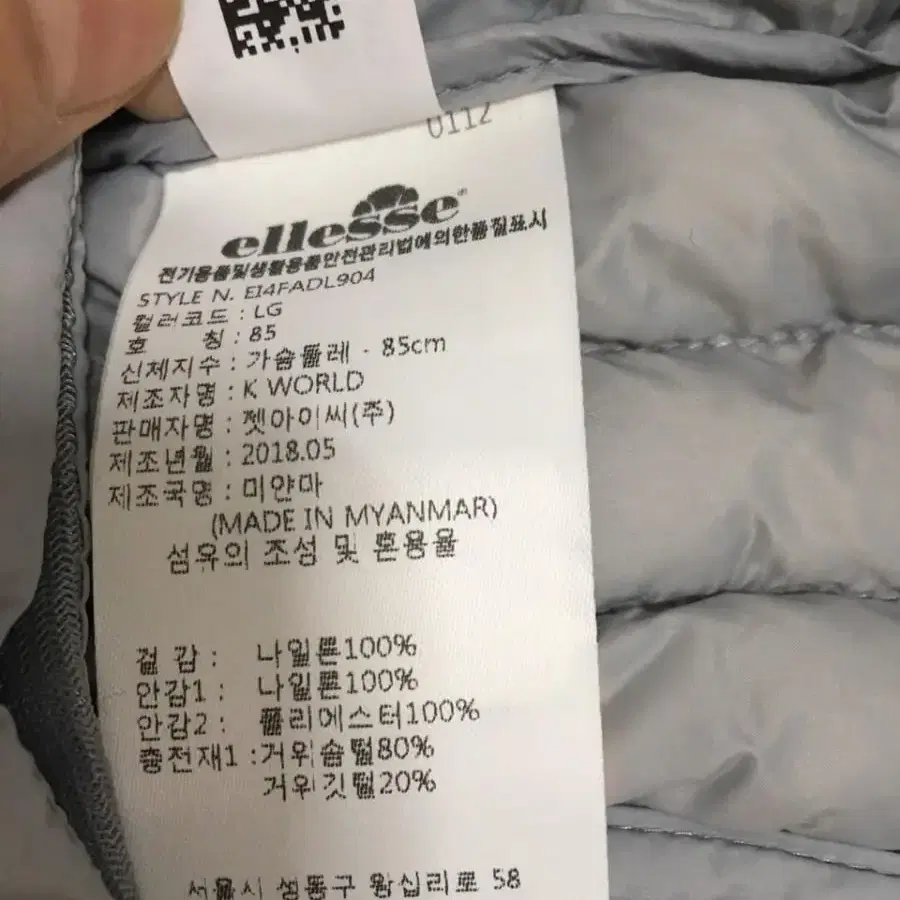 0112
ellesse
전기용품및생활용품안전관리법에의한품질표시
STYLE N. EI4FADL904
컬러코드 : LG
호 칭 : 85
신체지수 : 가슴둘레 - 85cm
제조자명 : K WORLD
판매자명 : 젯아이씨(주)
제조년월 : 2018.05
제조국명 : 미얀마
(MADE IN MYANMAR)
섬유의 조성 및 혼용율
겉 감 : 나일론100%
안감1 : 나일론100%
안감2 : 폴리에스터100%
충전재1 : 거위솜털80%
거위깃털20%
서울시 성동구 왕십리로 58